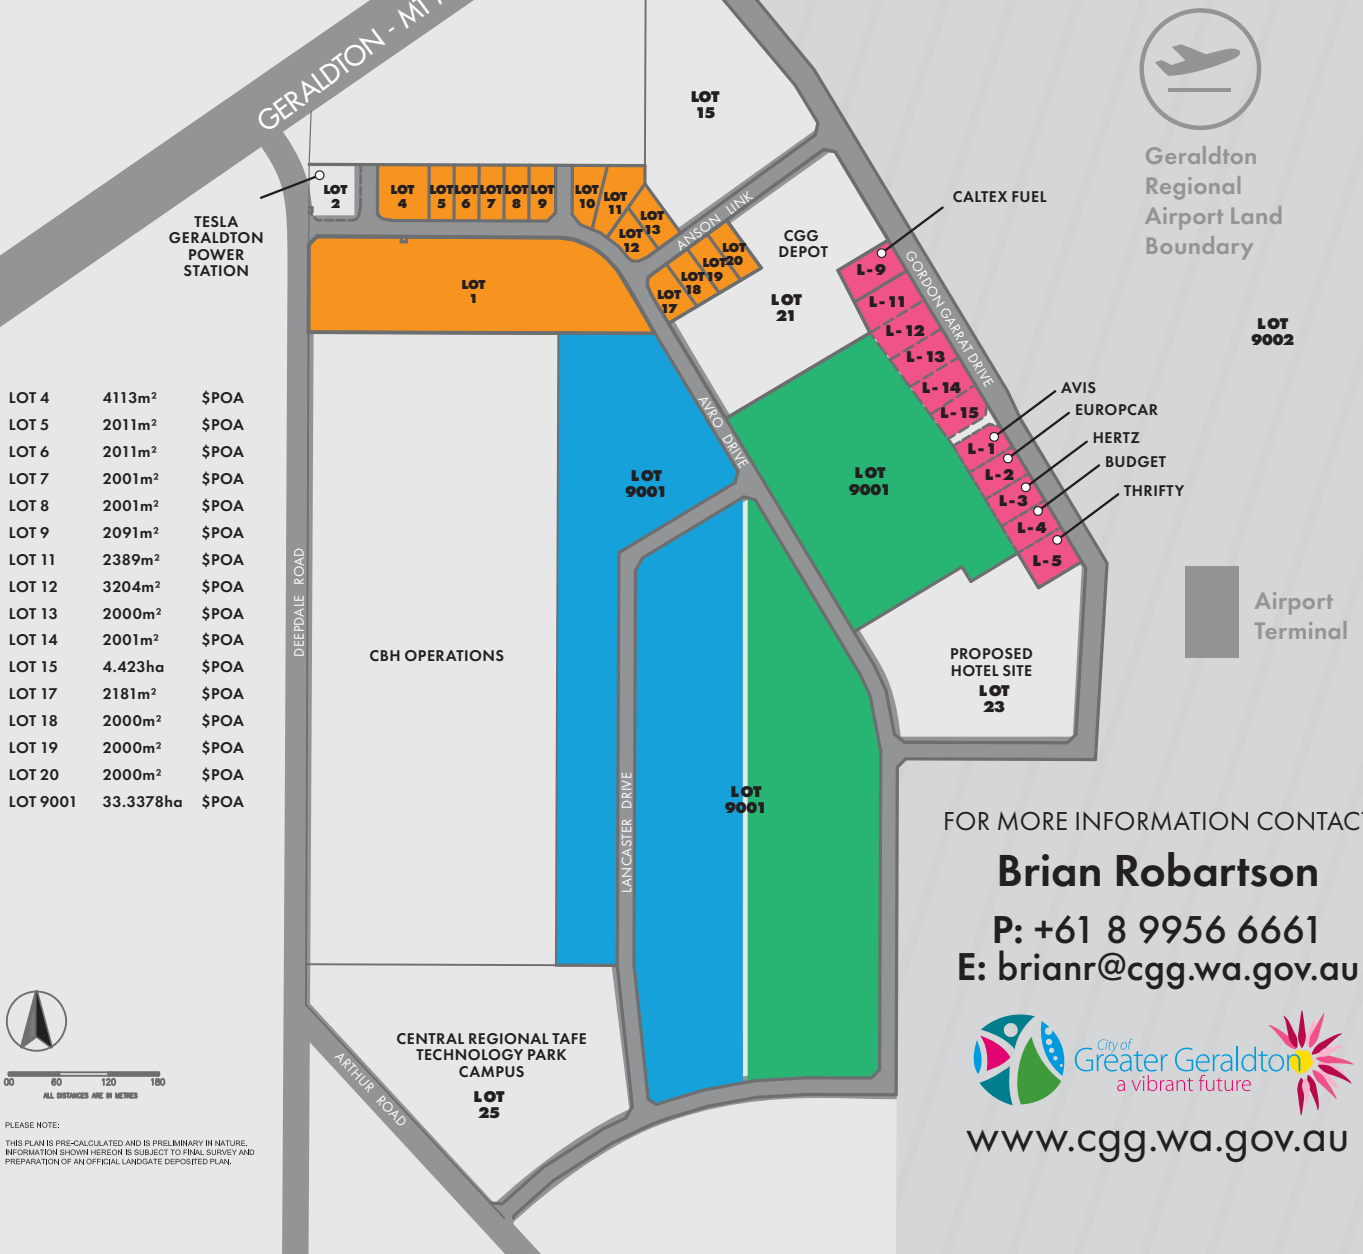 GERALDTON - MT
LOT
15
Geraldton
Regional
Airport Land
Boundary
TESLA
GERALDTON
POWER
STATION
LOT
2
LOT
4
LOT
5
LOT
6
LOT
7
LOT
8
LOT
9
LOT
10
LOT
11
LOT
12
LOT
13
ANSON LINK
LOT
17
LOT
18
LOT
19
LOT
20
CGG
DEPOT
LOT
21
LOT
1
CALTEX FUEL
GORDON GARRAT DRIVE
L-9
L-11
L-12
L-13
L-14
L-15
L-1
L-2
L-3
L-4
L-5
AVIS
EUROPCAR
HERTZ
BUDGET
THRIFTY
LOT
9002
LOT 4 4113m² $POA
LOT 5 2011m² $POA
LOT 6 2011m² $POA
LOT 7 2001m² $POA
LOT 8 2001m² $POA
LOT 9 2091m² $POA
LOT 11 2389m² $POA
LOT 12 3204m² $POA
LOT 13 2000m² $POA
LOT 14 2001m² $POA
LOT 15 4.423ha $POA
LOT 17 2181m² $POA
LOT 18 2000m² $POA
LOT 19 2000m² $POA
LOT 20 2000m² $POA
LOT 9001 33.3378ha $POA
AVRO DRIVE
LOT
9001
LOT
9001
DEEPDALE ROAD
CBH OPERATIONS
Airport
Terminal
PROPOSED
HOTEL SITE
LOT
23
LANCASTER DRIVE
LOT
9001
FOR MORE INFORMATION CONTACT
Brian Robartson
P: +61 8 9956 6661
E: brianr@cgg.wa.gov.au
City of
Greater Geraldton
a vibrant future
www.cgg.wa.gov.au
CENTRAL REGIONAL TAFE
TECHNOLOGY PARK
CAMPUS
LOT
25
ARTHUR ROAD
00 60 120 180
ALL DISTANCES ARE IN METRES
PLEASE NOTE:
THIS PLAN IS PRE-CALCULATED AND IS PRELIMINARY IN NATURE.
INFORMATION SHOWN HEREON IS SUBJECT TO FINAL SURVEY AND
PREPARATION OF AN OFFICIAL LANDGATE DEPOSITED PLAN.